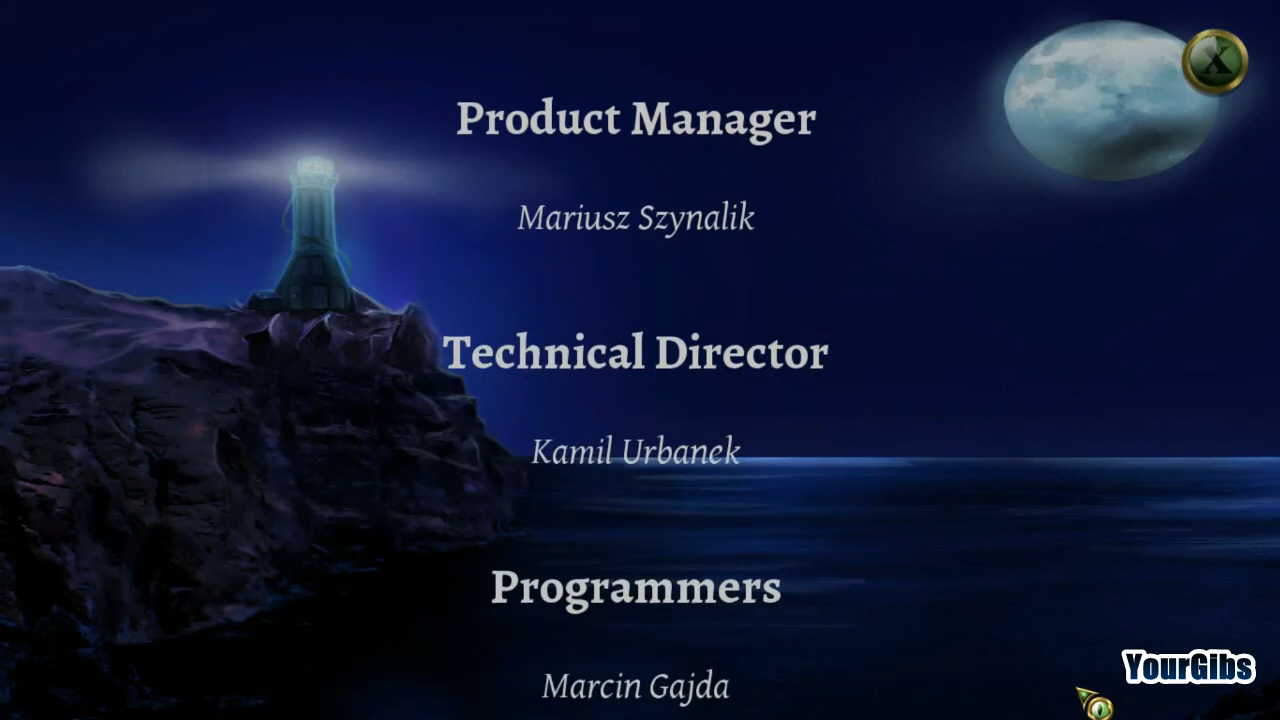 Product Manager
Mariusz Szynalik
Technical Director
Kamil Urbanek
Programmers
Marcin Gajda
X
YourGibs